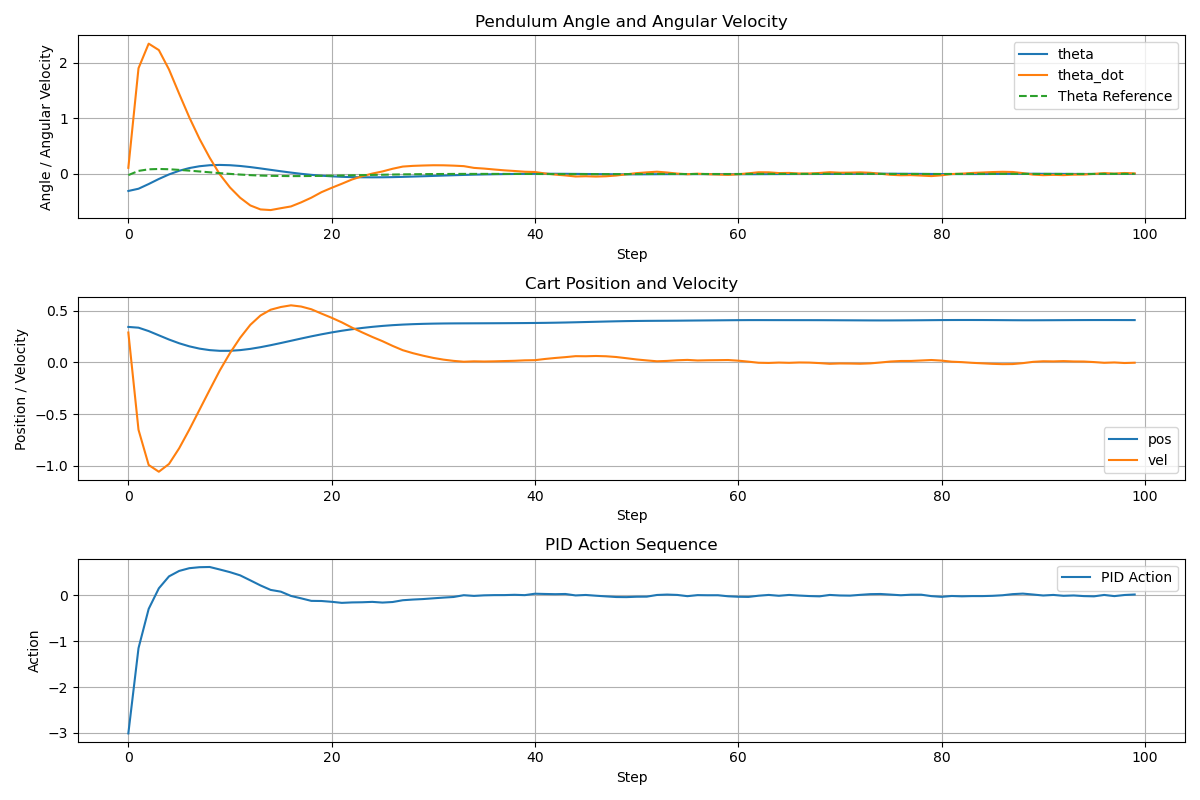 Pendulum Angle and Angular Velocity
Angle / Angular Velocity
2
1
0
theta
theta_dot
Theta Reference
0 20 40 60 80 100
Step
Cart Position and Velocity
Position / Velocity
0.5
0.0
−0.5
−1.0
pos
vel
0 20 40 60 80 100
Step
PID Action Sequence
Action
0
−1
−2
−3
PID Action
0 20 40 60 80 100
Step